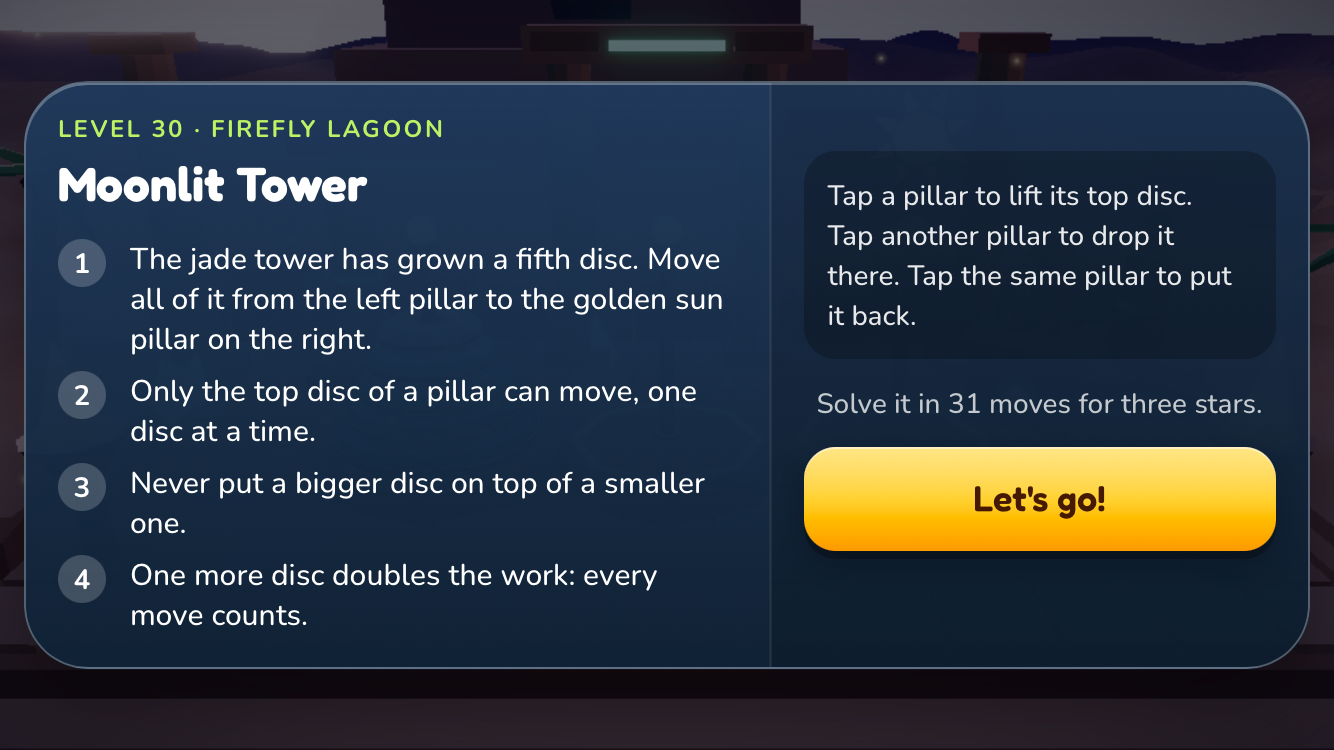 LEVEL 30 · FIREFLY LAGOON
Moonlit Tower
1
The jade tower has grown a fifth disc. Move
all of it from the left pillar to the golden sun
pillar on the right.
2
Only the top disc of a pillar can move, one
disc at a time.
3
Never put a bigger disc on top of a smaller
one.
4
One more disc doubles the work: every
move counts.
Tap a pillar to lift its top disc.
Tap another pillar to drop it
there. Tap the same pillar to put
it back.
Solve it in 31 moves for three stars.
Let's go!